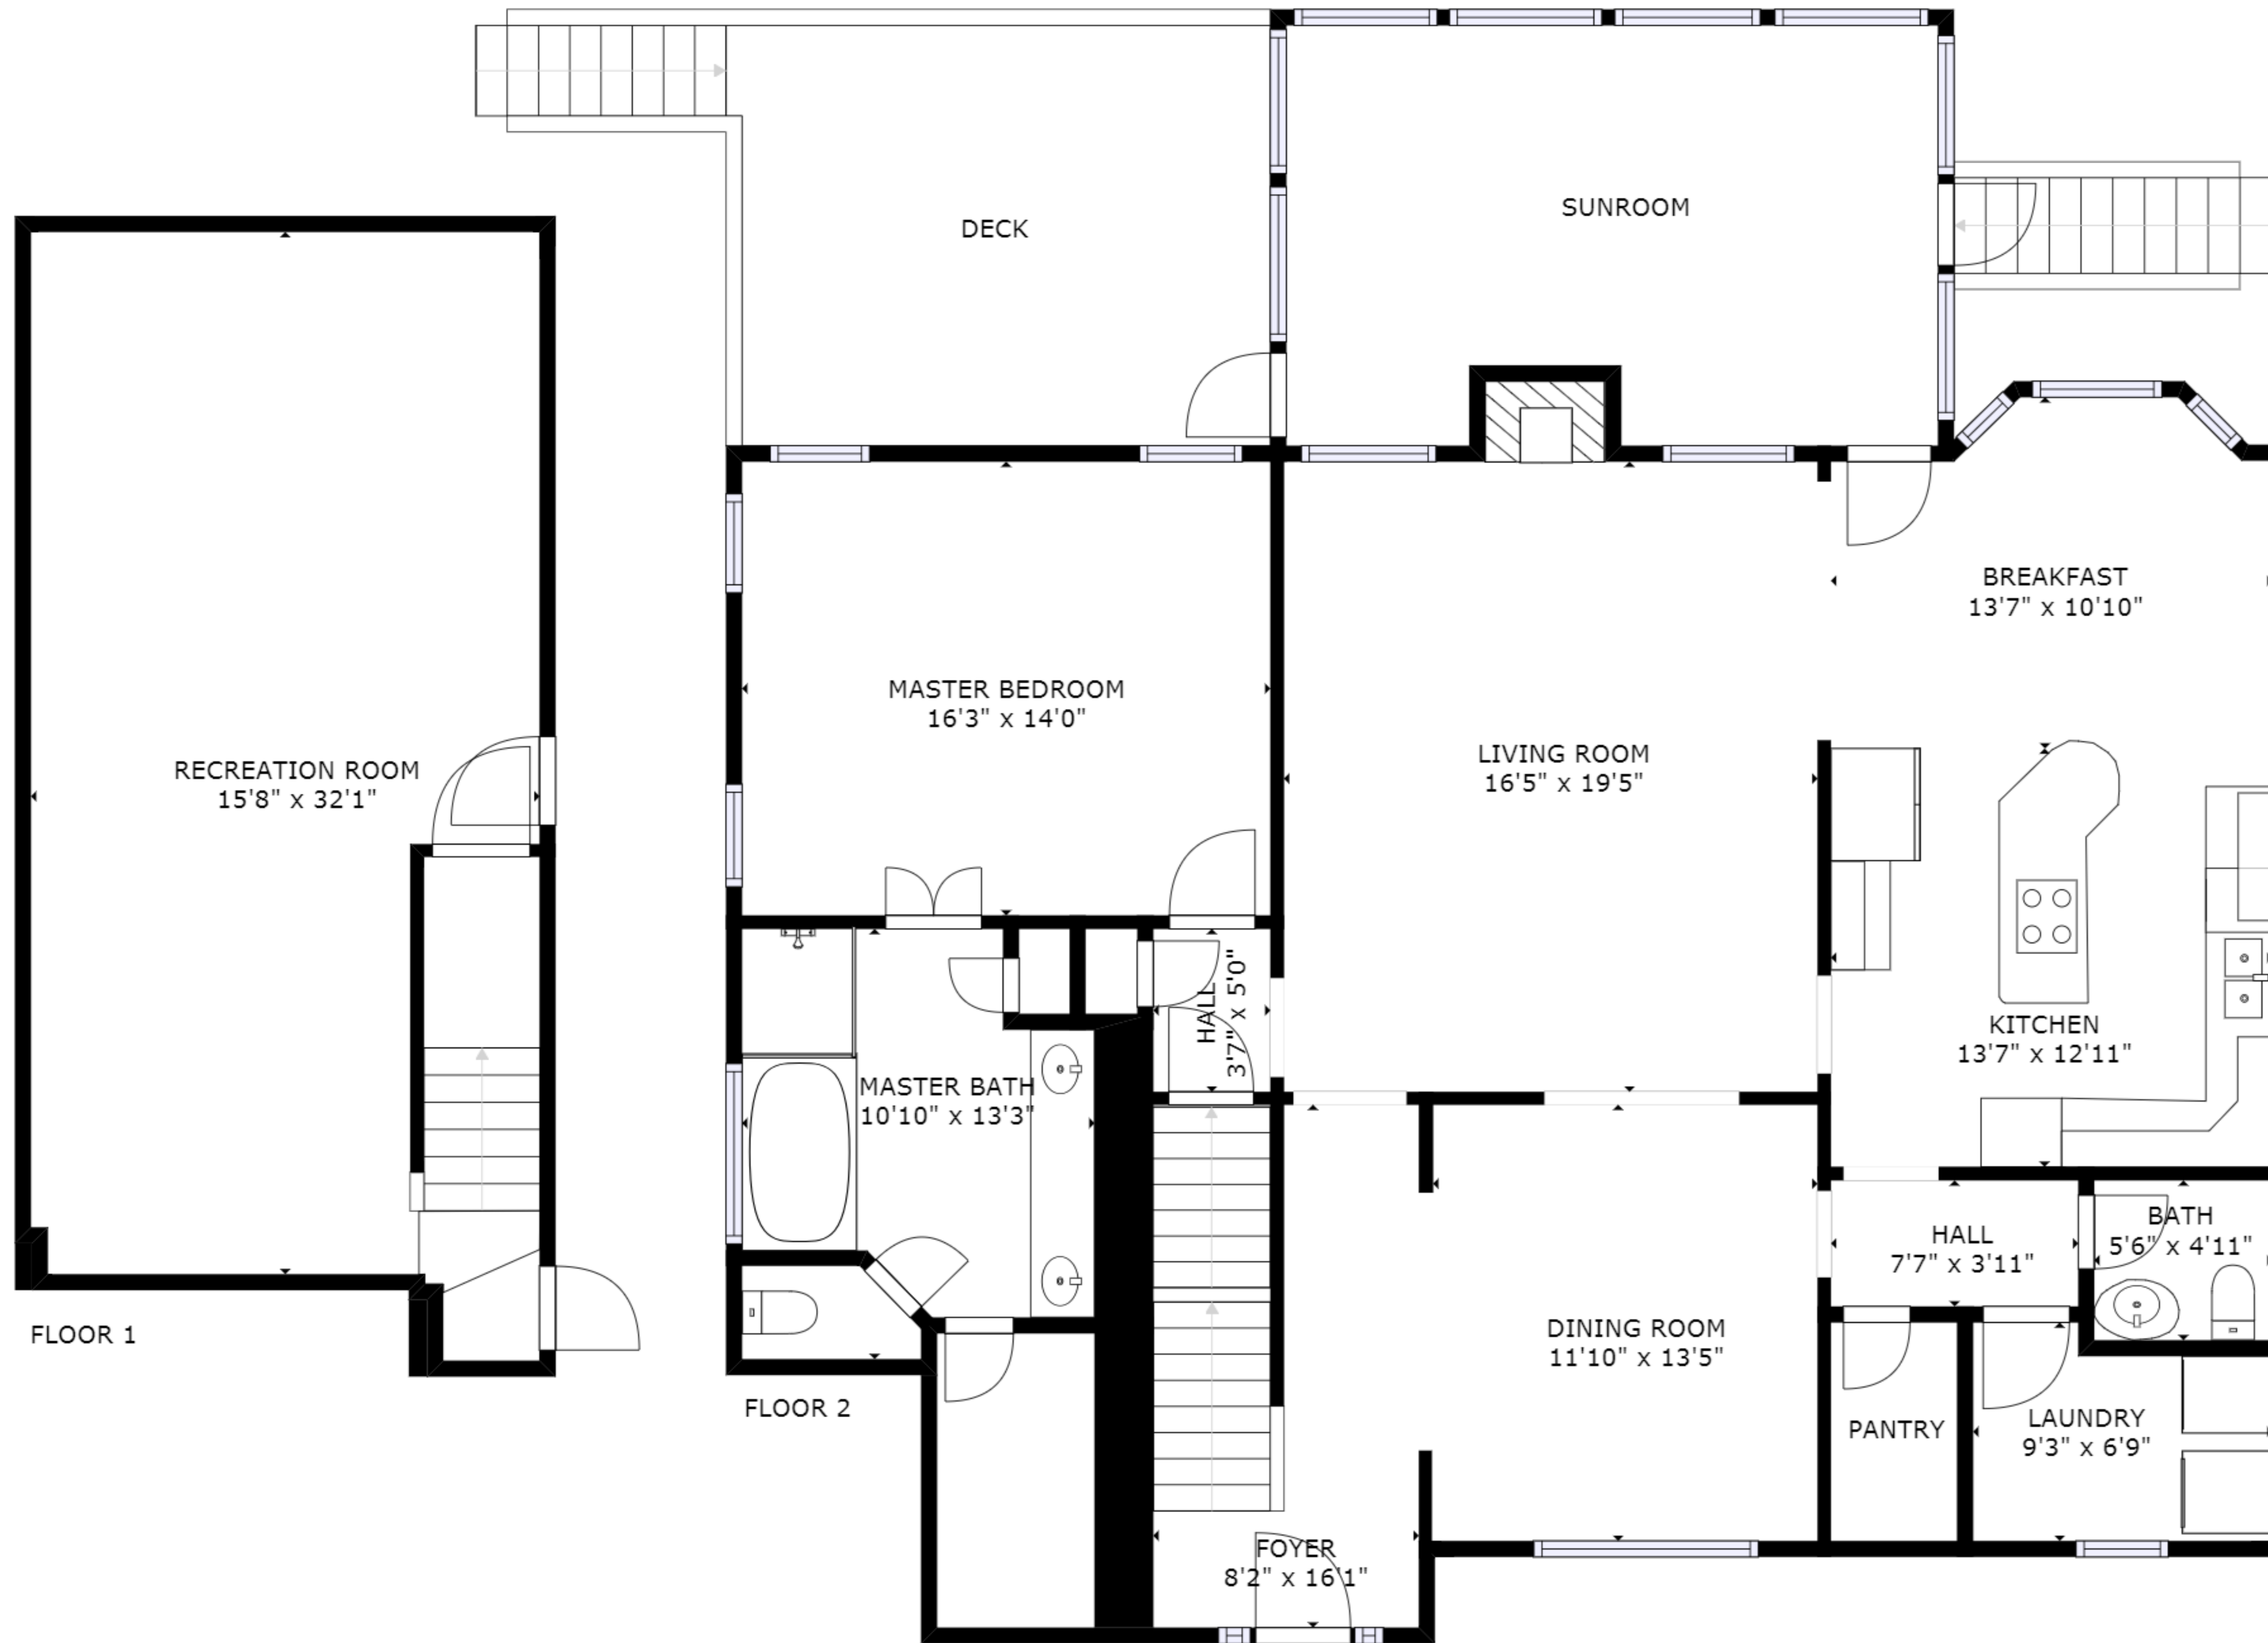 DECK
SUNROOM
BREAKFAST
13'7" x 10'10"
MASTER BEDROOM
16'3" x 14'0"
LIVING ROOM
16'5" x 19'5"
RECREATION ROOM
15'8" x 32'1"
HALL
3'7" x 5'0"
KITCHEN
13'7" x 12'11"
MASTER BATH
10'10" x 13'3"
HALL
7'7" x 3'11"
BATH
5'6" x 4'11"
FLOOR 1
DINING ROOM
11'10" x 13'5"
FLOOR 2
PANTRY
LAUNDRY
9'3" x 6'9"
FOYER
8'2" x 16'1"